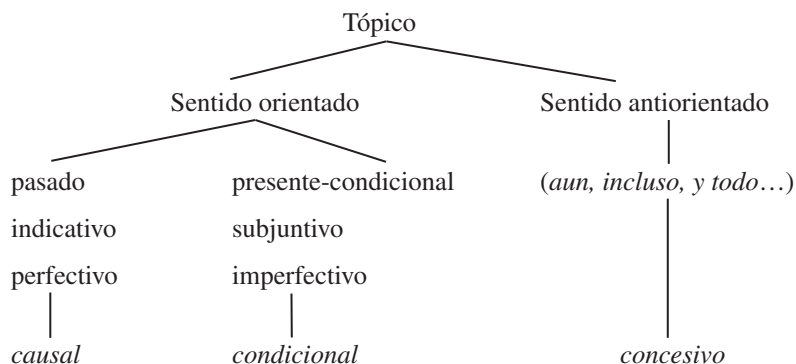 Tópico
Sentido orientado Sentido antiorientado
pasado presente-condicional (aun, incluso, y todo…)
indicativo subjuntivo
perfectivo imperfectivo
causal condicional concesivo